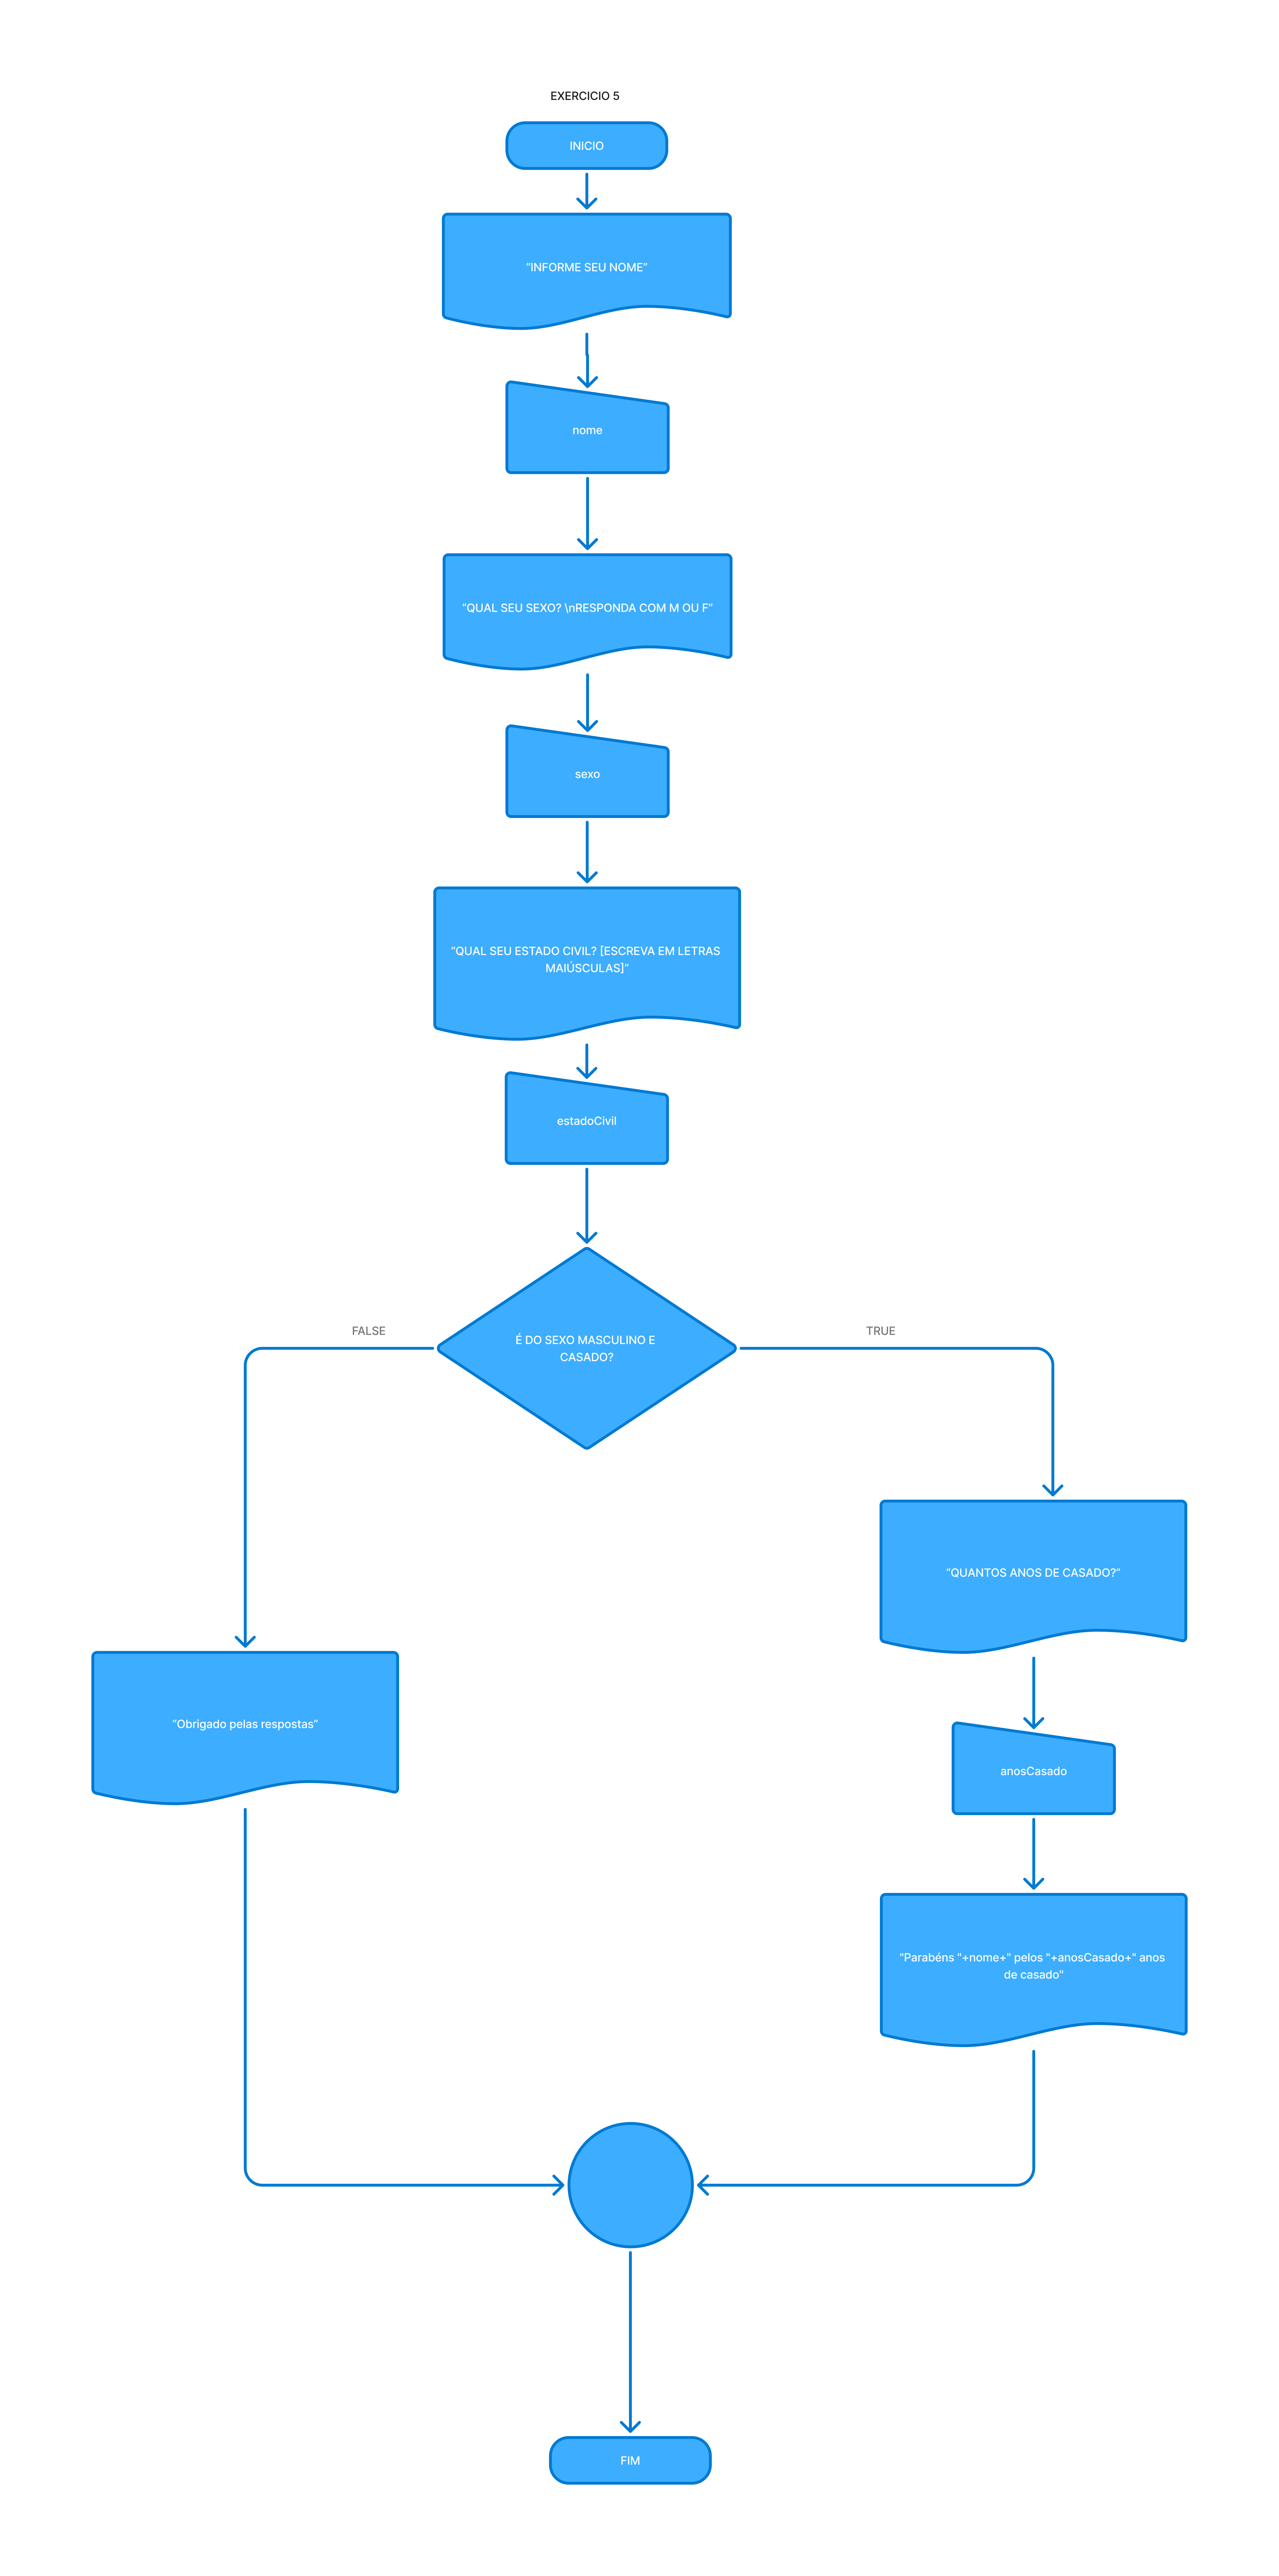 EXERCICIO 5
INICIO
“INFORME SEU NOME”
nome
“QUAL SEU SEXO? \nRESPONDA COM M OU F”
sexo
“QUAL SEU ESTADO CIVIL? [ESCREVA EM LETRAS
MAIÚSCULAS]”
estadoCivil
É DO SEXO MASCULINO E
CASADO?
FALSE
TRUE
“QUANTOS ANOS DE CASADO?”
“Obrigado pelas respostas”
anosCasado
"Parabéns "+nome+" pelos "+anosCasado+" anos
de casado"
FIM